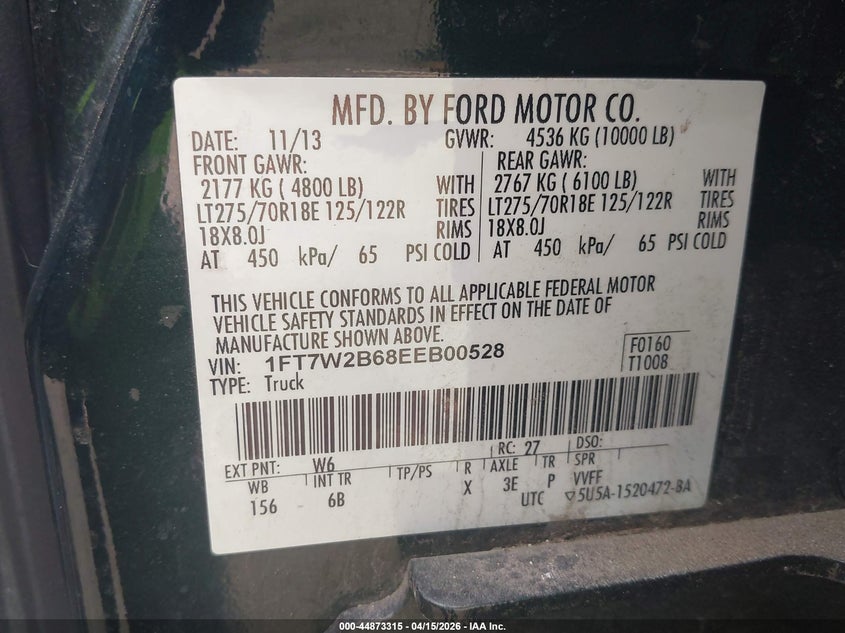 MFD. BY FORD MOTOR CO.
DATE: 11/13 GVWR: 4536 KG (10000 LB)
FRONT GAWR: REAR GAWR:
2177 KG ( 4800 LB) WITH 2767 KG ( 6100 LB) WITH
LT275/70R18E 125/122R TIRES LT275/70R18E 125/122R TIRES
18X8.0J RIMS 18X8.0J RIMS
AT 450 kPa/ 65 PSI COLD AT 450 kPa/ 65 PSI COLD
THIS VEHICLE CONFORMS TO ALL APPLICABLE FEDERAL MOTOR
VEHICLE SAFETY STANDARDS IN EFFECT ON THE DATE OF
MANUFACTURE SHOWN ABOVE.
VIN: 1FT7W2B68EEB00528 F0160
TYPE: Truck T1008
EXT PNT: W6 RC: 27 DSO:
WB INT TR TP/PS R AXLE TR SPR
156 6B X 3E P VVFF
UTC ▽5U5A-1520472-BA
000-44873315 - 04/15/2026 - IAA Inc.